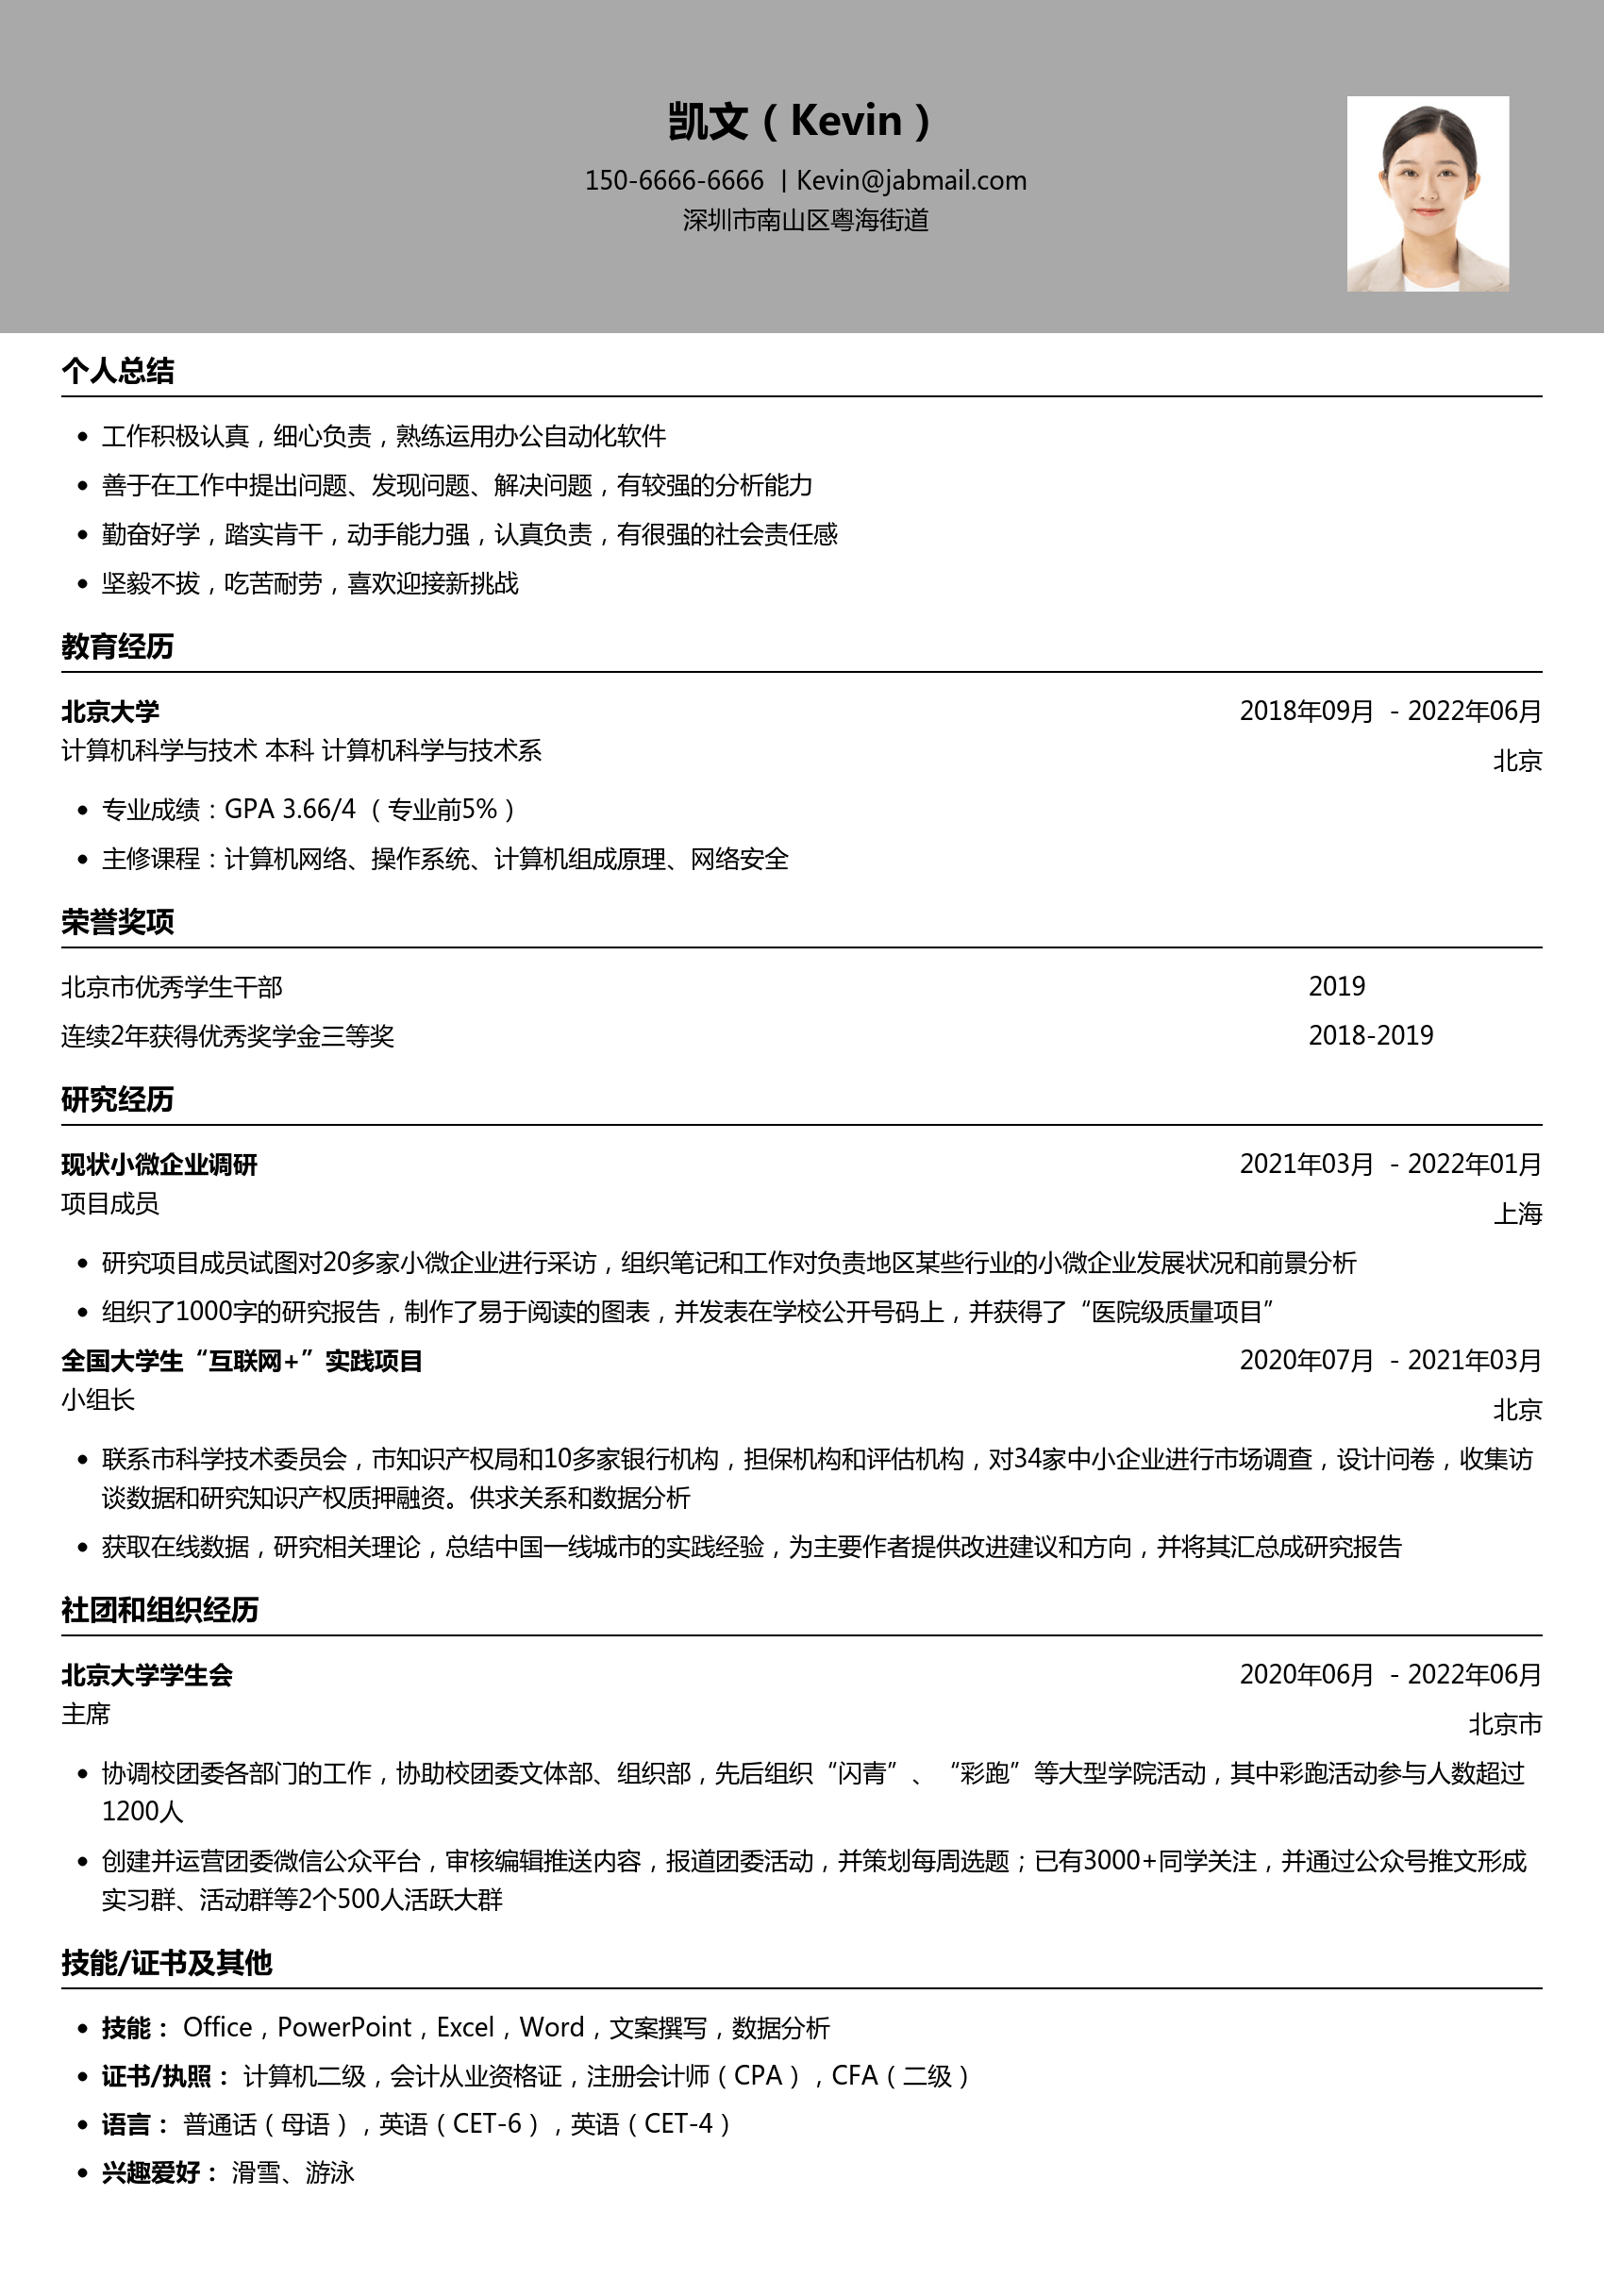 凯文（Kevin）
150-6666-6666 | Kevin@jabmail.com
深圳市南山区粤海街道
个人总结
• 工作积极认真，细心负责，熟练运用办公自动化软件
• 善于在工作中提出问题、发现问题、解决问题，有较强的分析能力
• 勤奋好学，踏实肯干，动手能力强，认真负责，有很强的社会责任感
• 坚毅不拔，吃苦耐劳，喜欢迎接新挑战
教育经历
北京大学 2018年09月 - 2022年06月
计算机科学与技术 本科 计算机科学与技术系
北京
• 专业成绩：GPA 3.66/4 （专业前5%）
• 主修课程：计算机网络、操作系统、计算机组成原理、网络安全
荣誉奖项
北京市优秀学生干部 2019
连续2年获得优秀奖学金三等奖 2018-2019
研究经历
现状小微企业调研 2021年03月 - 2022年01月
项目成员
上海
• 研究项目成员试图对20多家小微企业进行采访，组织笔记和工作对负责地区某些行业的小微企业发展状况和前景分析
• 组织了1000字的研究报告，制作了易于阅读的图表，并发表在学校公开号码上，并获得了“医院级质量项目”
全国大学生“互联网+”实践项目 2020年07月 - 2021年03月
小组长
北京
• 联系市科学技术委员会，市知识产权局和10多家银行机构，担保机构和评估机构，对34家中小企业进行市场调查，设计问卷，收集访
谈数据和研究知识产权质押融资。供求关系和数据分析
• 获取在线数据，研究相关理论，总结中国一线城市的实践经验，为主要作者提供改进建议和方向，并将其汇总成研究报告
社团和组织经历
北京大学学生会 2020年06月 - 2022年06月
主席
北京市
• 协调校团委各部门的工作，协助校团委文体部、组织部，先后组织“闪青”、“彩跑”等大型学院活动，其中彩跑活动参与人数超过
1200人
• 创建并运营团委微信公众平台，审核编辑推送内容，报道团委活动，并策划每周选题；已有3000+同学关注，并通过公众号推文形成
实习群、活动群等2个500人活跃大群
技能/证书及其他
• 技能： Office，PowerPoint，Excel，Word，文案撰写，数据分析
• 证书/执照： 计算机二级，会计从业资格证，注册会计师（CPA），CFA（二级）
• 语言： 普通话（母语），英语（CET-6），英语（CET-4）
• 兴趣爱好： 滑雪、游泳